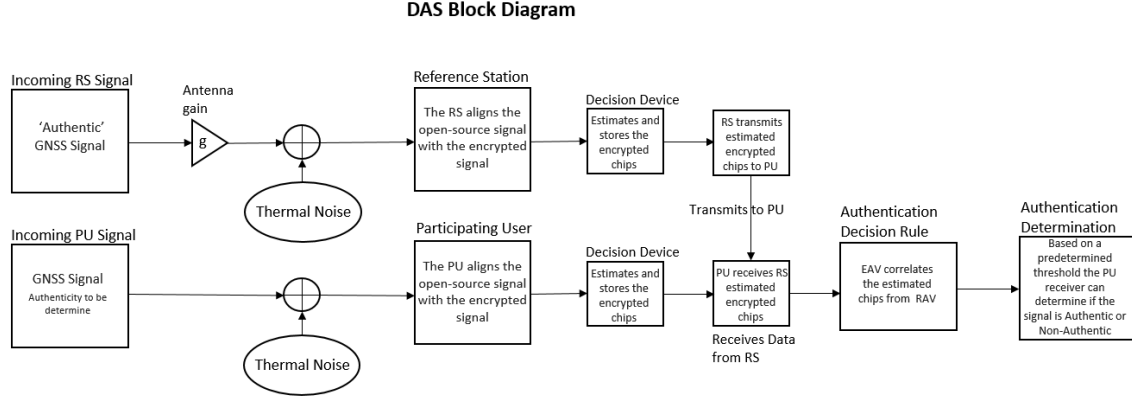 DAS Block Diagram
Incoming RS Signal
'Authentic'
GNSS Signal
Antenna
gain
g
Thermal Noise
Reference Station
The RS aligns the
open-source signal
with the encrypted
signal
Decision Device
Estimates and
stores the
encrypted
chips
RS transmits
estimated
encrypted
chips to PU
Transmits to PU
Incoming PU Signal
GNSS Signal
Authenticity to be
determine
Thermal Noise
Participating User
The PU aligns the
open-source signal
with the encrypted
signal
Decision Device
Estimates and
stores the
encrypted
chips
PU receives RS
estimated
encrypted
chips
Receives Data
from RS
Authentication
Decision Rule
EAV correlates
the estimated
chips from RAV
Authentication
Determination
Based on a
predetermined
threshold the PU
receiver can
determine if the
signal is Authentic or
Non-Authentic